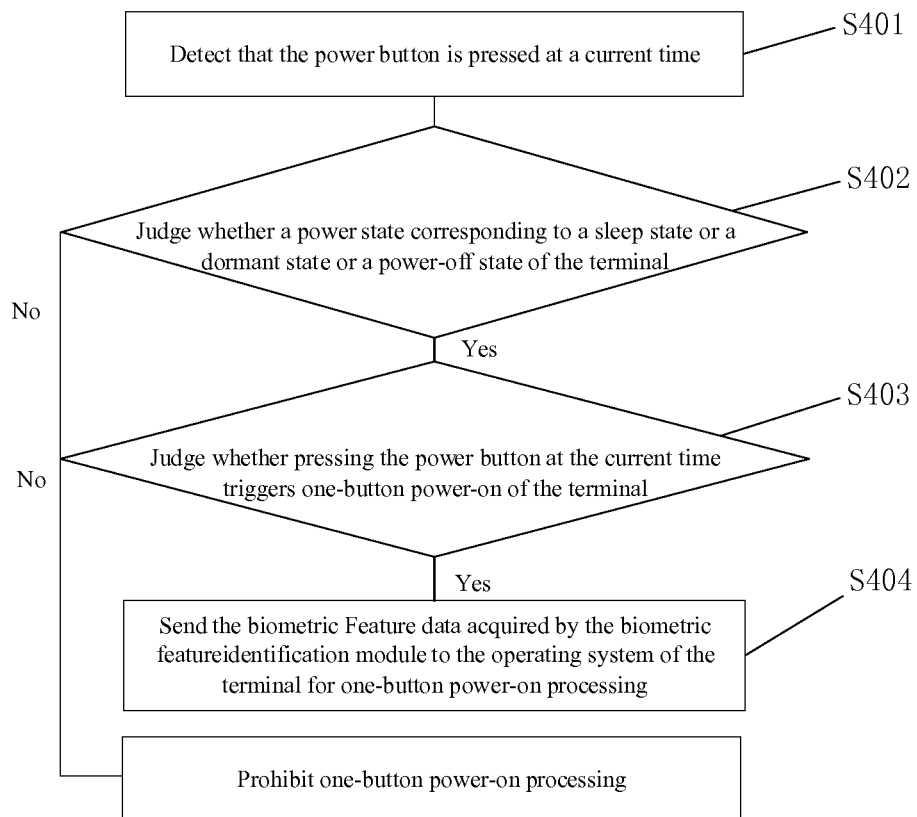 S401
Detect that the power button is pressed at a current time
S402
Judge whether a power state corresponding to a sleep state or a
dormant state or a power-off state of the terminal
No
Yes
S403
Judge whether pressing the power button at the current time
triggers one-button power-on of the terminal
No
Yes
S404
Send the biometric Feature data acquired by the biometric
featureidentification module to the operating system of the
terminal for one-button power-on processing
Prohibit one-button power-on processing